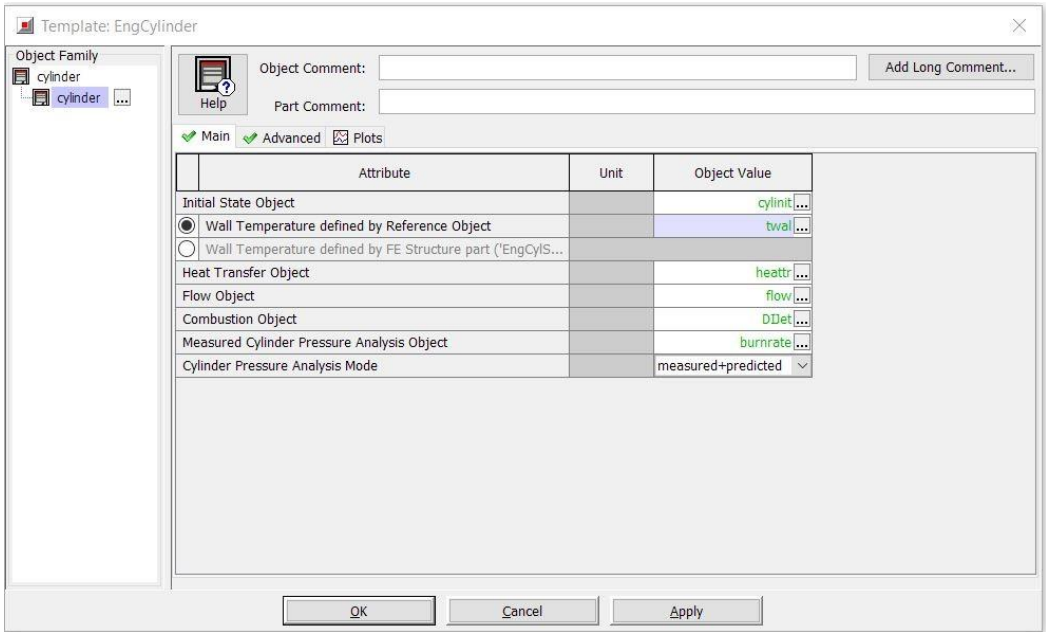 Template: EngCylinder
Object Family
cylinder
cylinder ...
Help
Object Comment:
Add Long Comment...
Part Comment:
Main Advanced Plots
Attribute Unit Object Value
Initial State Object cylinit ...
Wall Temperature defined by Reference Object twal ...
Wall Temperature defined by FE Structure part ('EngCylS...
Heat Transfer Object heattr ...
Flow Object flow ...
Combustion Object DIJet ...
Measured Cylinder Pressure Analysis Object burnrate ...
Cylinder Pressure Analysis Mode measured+predicted
OK Cancel Apply